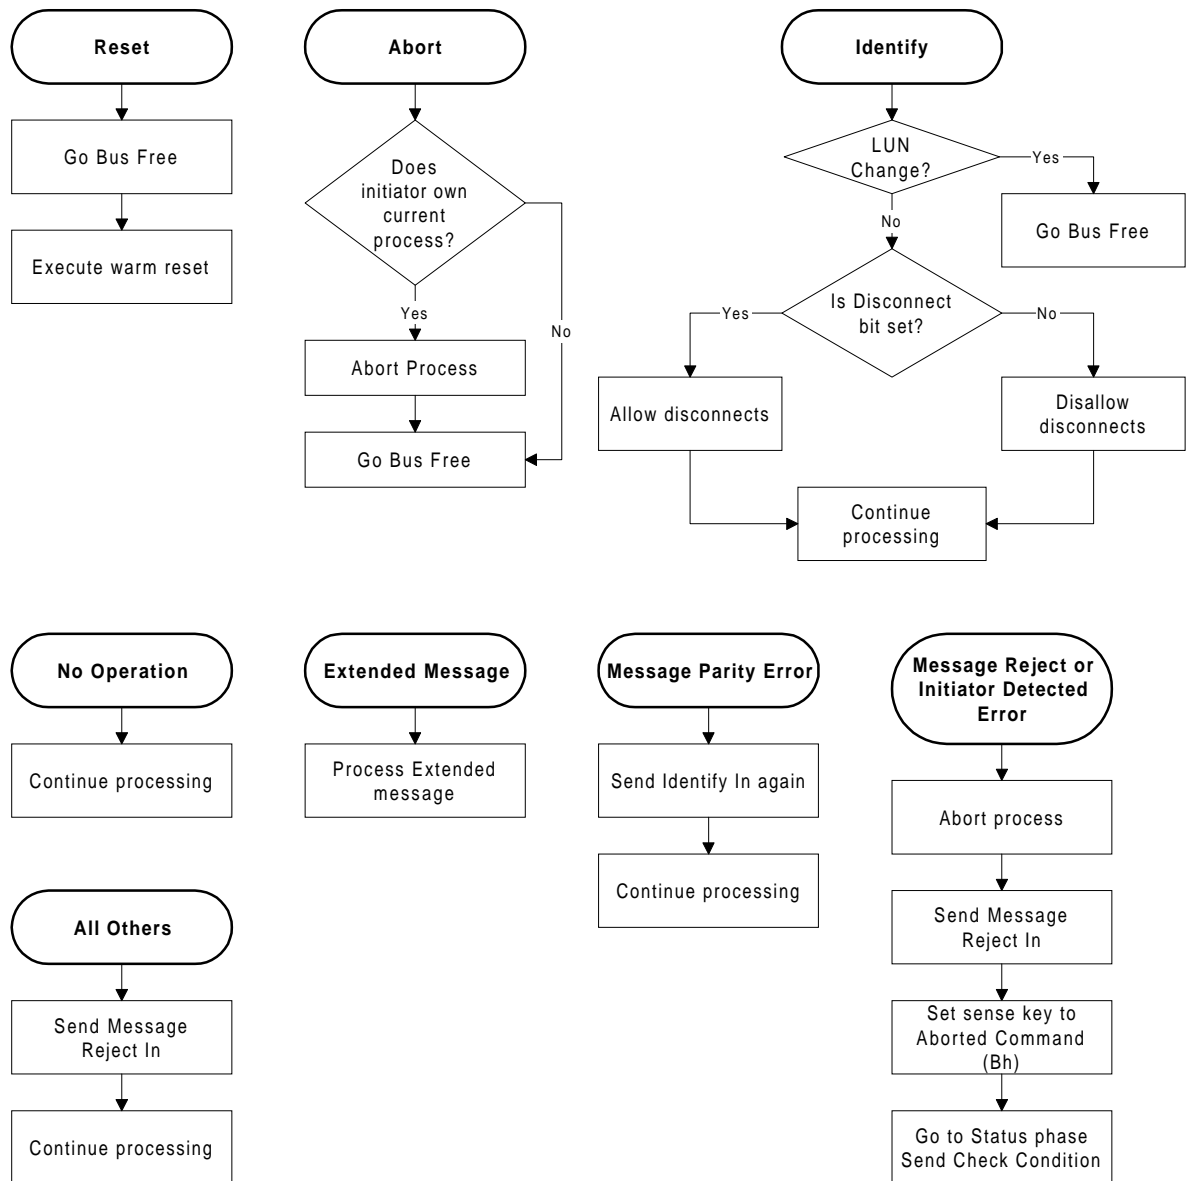 Reset
Go Bus Free
Execute warm reset
Abort
Does
initiator own
current
process?
Yes
No
Abort Process
Go Bus Free
Identify
LUN
Change?
Yes
No
Go Bus Free
Is Disconnect
bit set?
Yes
No
Allow disconnects
Disallow
disconnects
Continue
processing
No Operation
Continue processing
Extended Message
Process Extended
message
Message Parity Error
Send Identify In again
Continue processing
Message Reject or
Initiator Detected
Error
Abort process
Send Message
Reject In
Set sense key to
Aborted Command
(Bh)
Go to Status phase
Send Check Condition
All Others
Send Message
Reject In
Continue processing